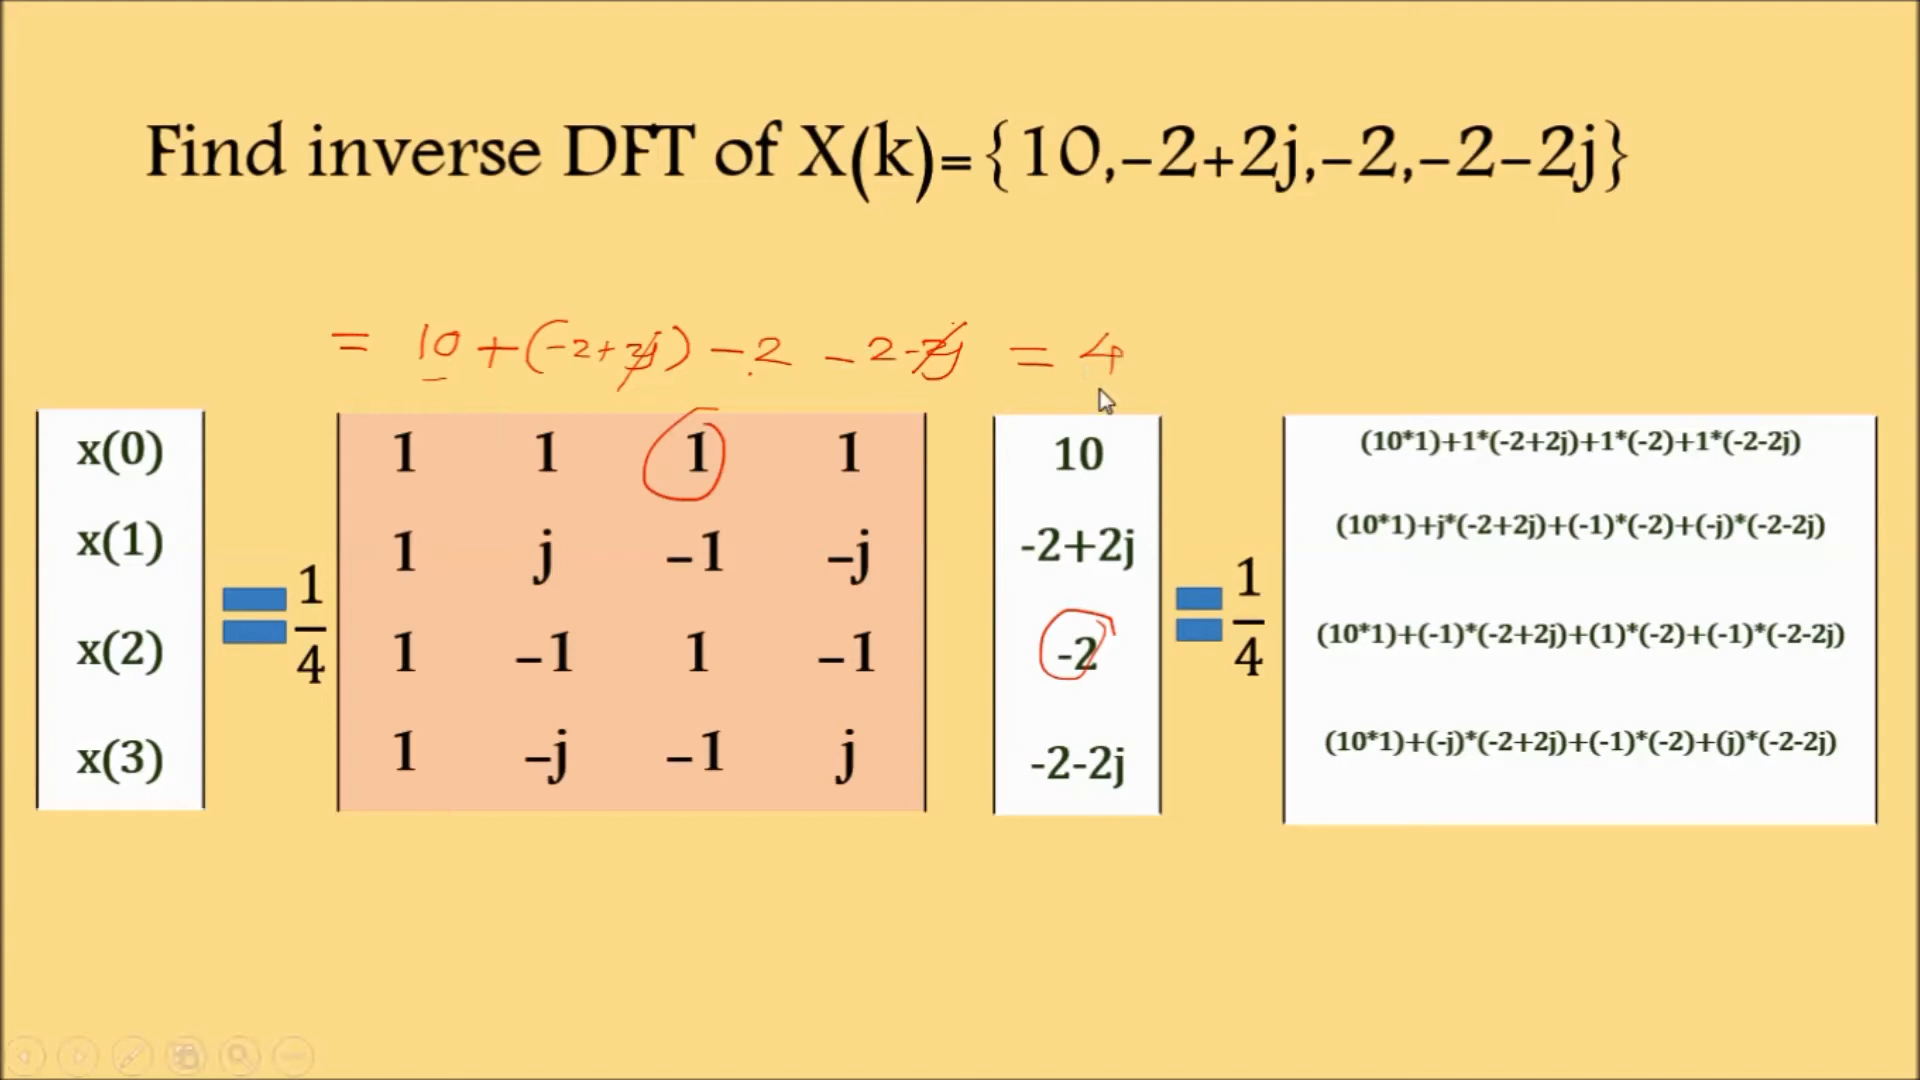 Find inverse DFT of X(k)={10,-2+2j,-2,-2-2j}
= 10 + (-2+2j) - 2 - 2-2j = 4
x(0)
x(1)
x(2)
x(3)
1
4
1 1 1 1
1 j -1 -j
1 -1 1 -1
1 -j -1 j
10
-2+2j
-2
-2-2j
1
4
(10*1)+1*(-2+2j)+1*(-2)+1*(-2-2j)
(10*1)+j*(-2+2j)+(-1)*(-2)+(-j)*(-2-2j)
(10*1)+(-1)*(-2+2j)+(1)*(-2)+(-1)*(-2-2j)
(10*1)+(-j)*(-2+2j)+(-1)*(-2)+(j)*(-2-2j)